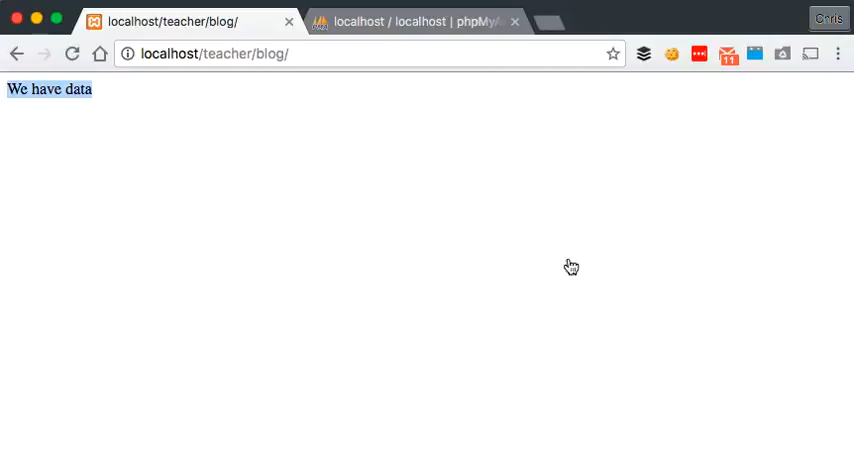 localhost/teacher/blog/
localhost / localhost | phpMyA
Chris
localhost/teacher/blog/
11
We have data